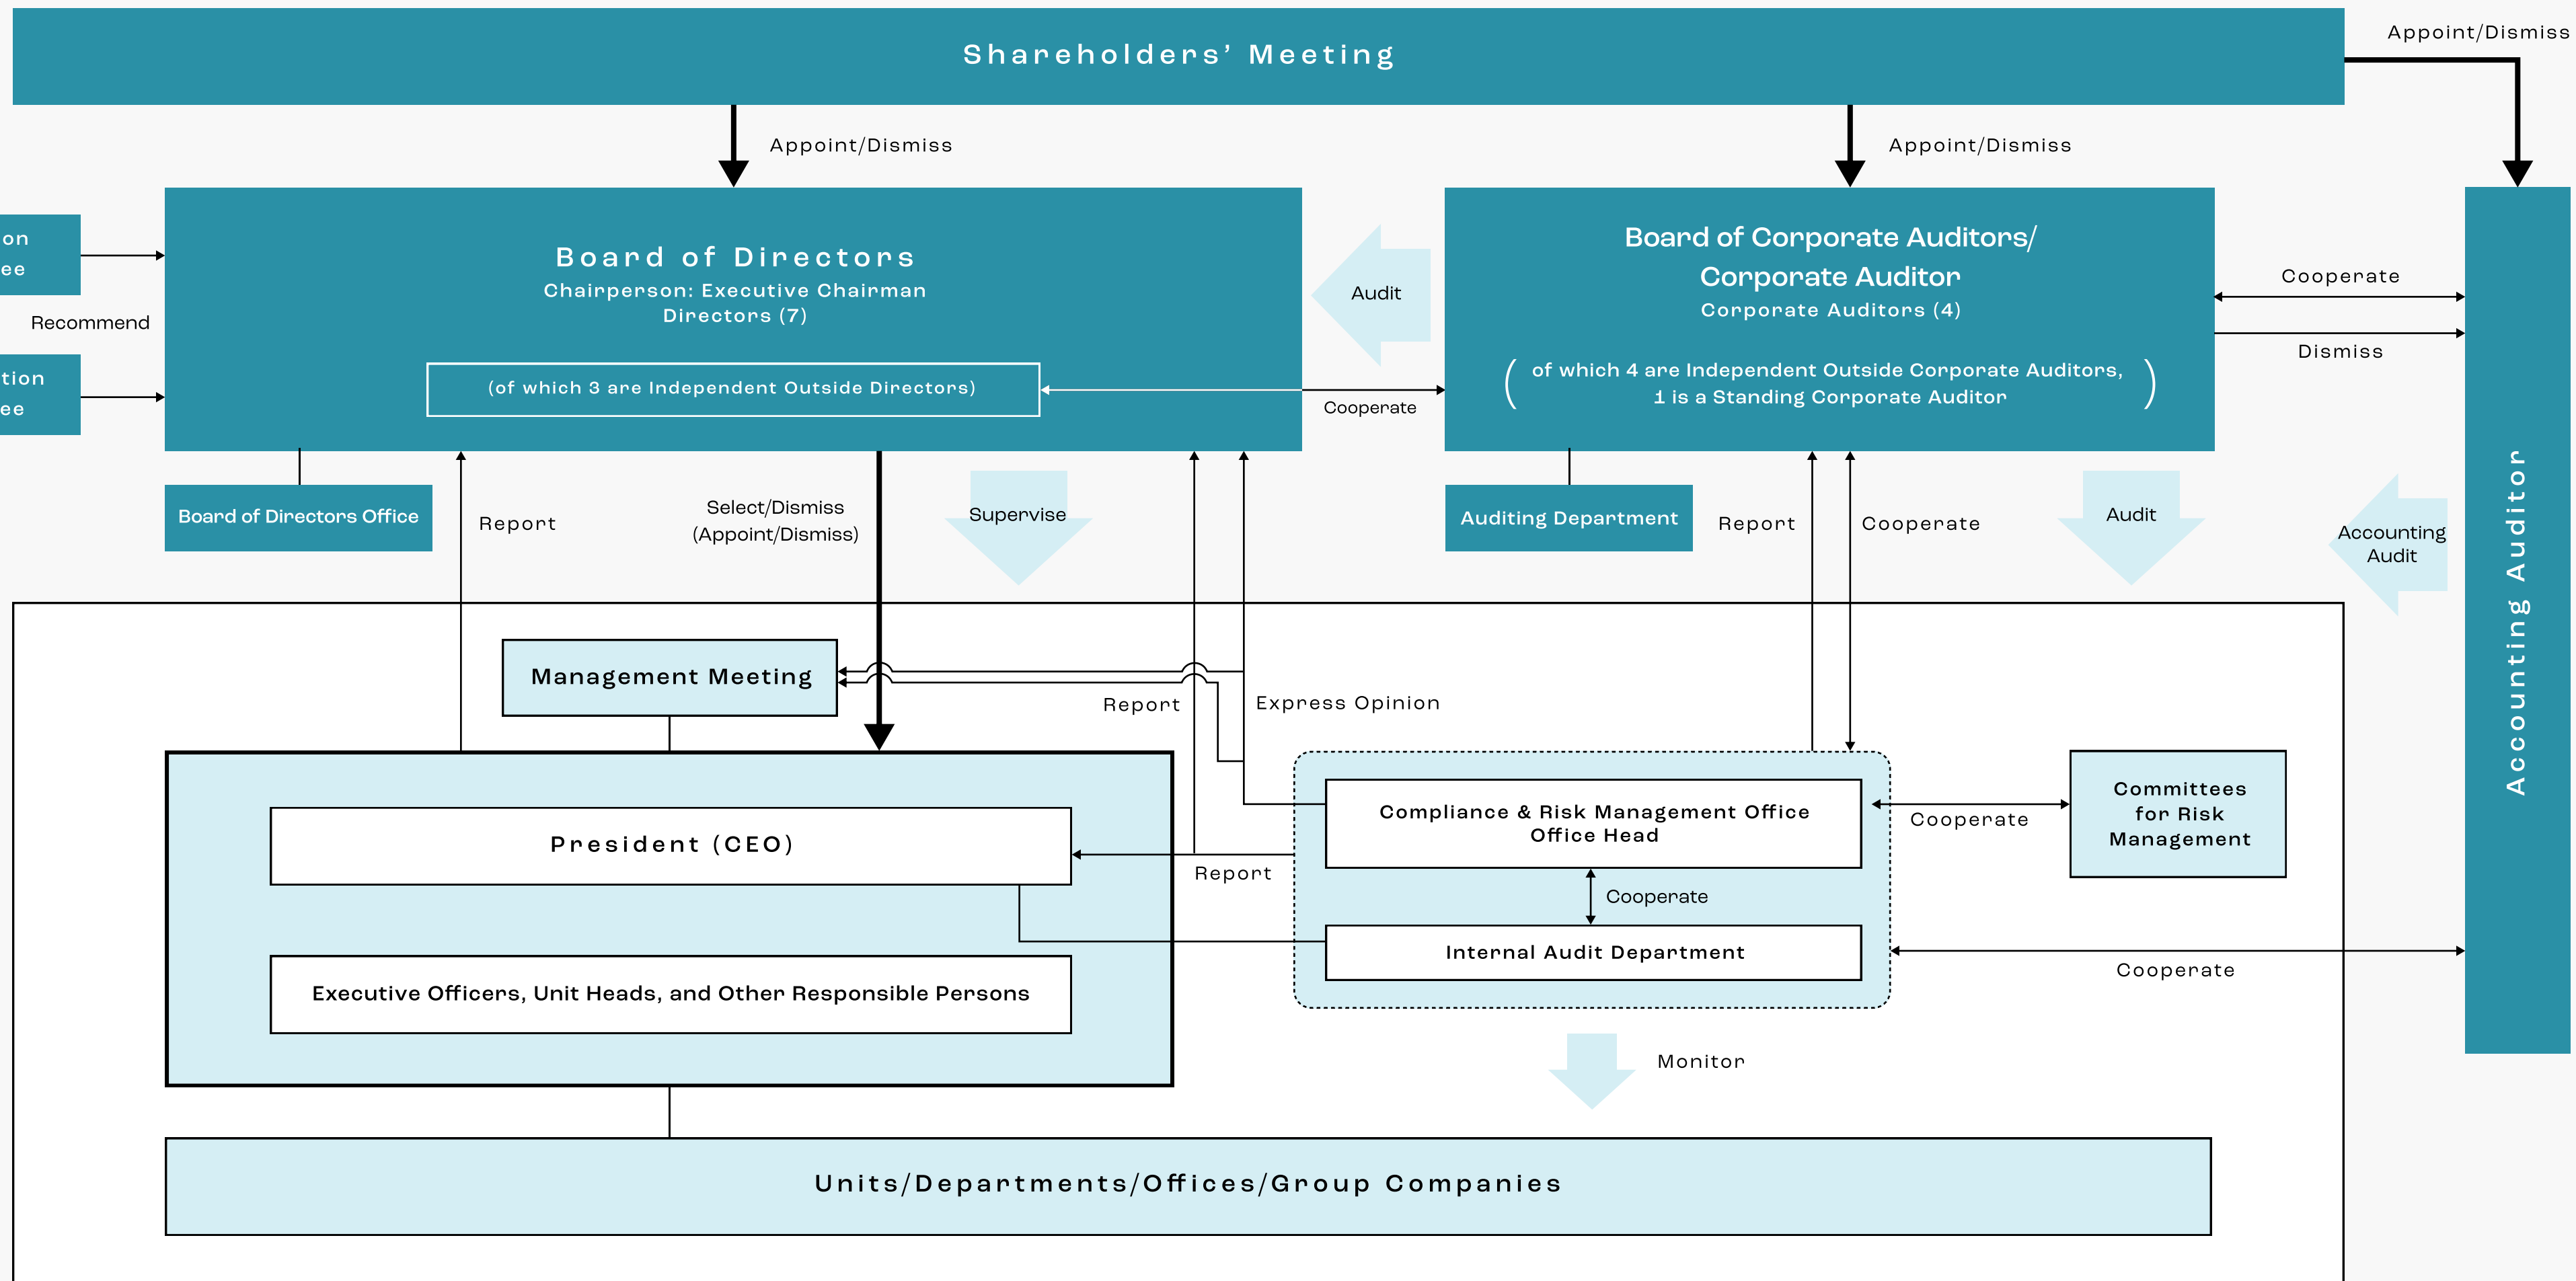 Shareholders’ Meeting
Appoint/Dismiss
Appoint/Dismiss
Appoint/Dismiss
on
ee
Recommend
tion
ee
Board of Directors
Chairperson: Executive Chairman
Directors (7)
(of which 3 are Independent Outside Directors)
Audit
Cooperate
Board of Corporate Auditors/
Corporate Auditor
Corporate Auditors (4)
( of which 4 are Independent Outside Corporate Auditors, )
1 is a Standing Corporate Auditor
Cooperate
Dismiss
Accounting Auditor
Board of Directors Office
Report
Select/Dismiss
(Appoint/Dismiss)
Supervise
Auditing Department
Report
Cooperate
Audit
Accounting
Audit
Management Meeting
Report
Express Opinion
President (CEO)
Report
Executive Officers, Unit Heads, and Other Responsible Persons
Compliance & Risk Management Office
Office Head
Cooperate
Internal Audit Department
Cooperate
Committees
for Risk
Management
Cooperate
Monitor
Units/Departments/Offices/Group Companies